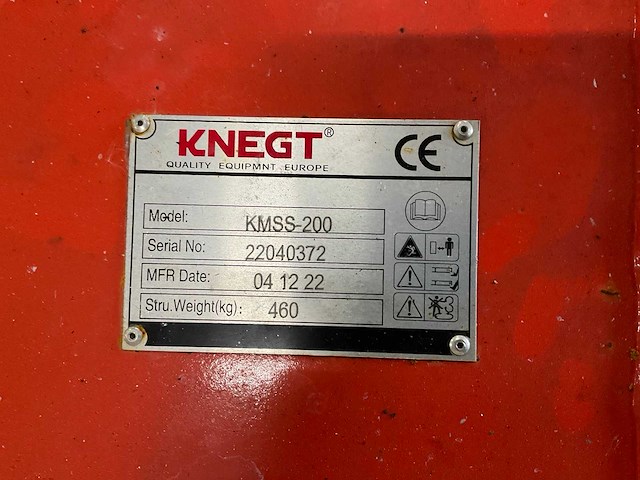 KNEGT® CE
QUALITY EQUIPMNT EUROPE
Model: KMSS-200
Serial No: 22040372
MFR Date: 04 12 22
Stru.Weight(kg): 460